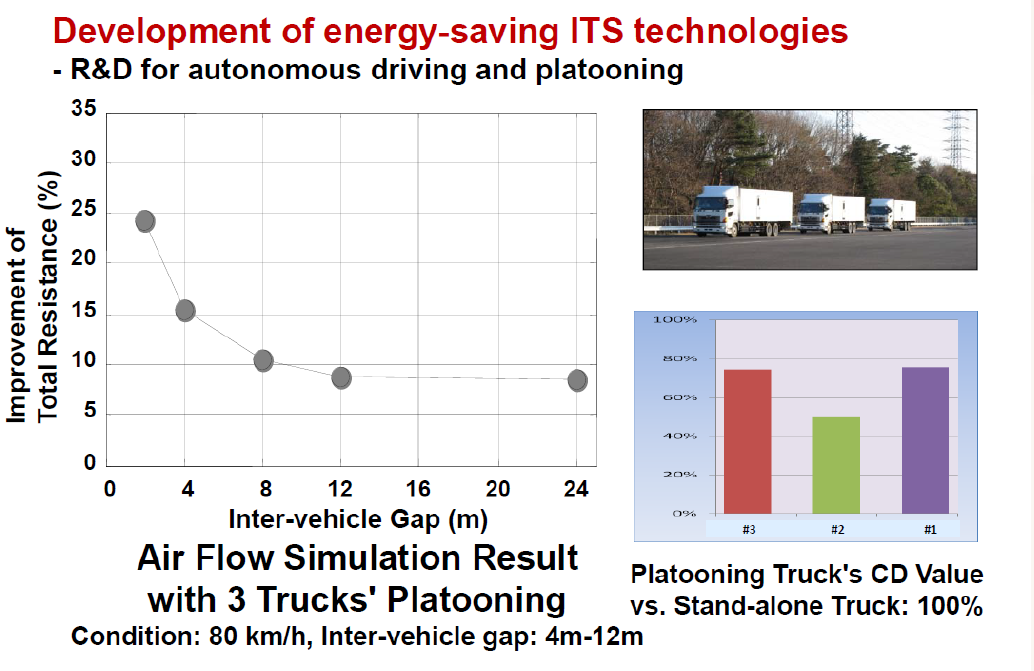 Development of energy-saving ITS technologies
- R&D for autonomous driving and platooning
35
30
25
20
15
10
5
0
Improvement of
Total Resistance (%)
0 4 8 12 16 20 24
Inter-vehicle Gap (m)
Air Flow Simulation Result
with 3 Trucks' Platooning
Condition: 80 km/h, Inter-vehicle gap: 4m-12m
100%
80%
60%
40%
20%
0%
#3 #2 #1
Platooning Truck's CD Value
vs. Stand-alone Truck: 100%